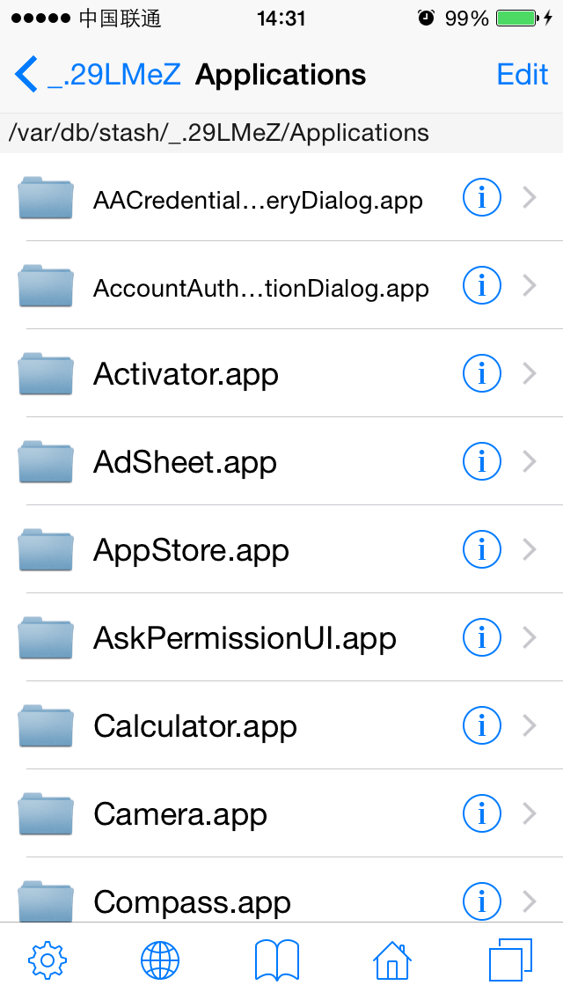 中国联通 14:31 99%
_.29LMeZ Applications Edit
/var/db/stash/_.29LMeZ/Applications
AACredential...eryDialog.app
AccountAuth...tionDialog.app
Activator.app
AdSheet.app
AppStore.app
AskPermissionUI.app
Calculator.app
Camera.app
Compass.app